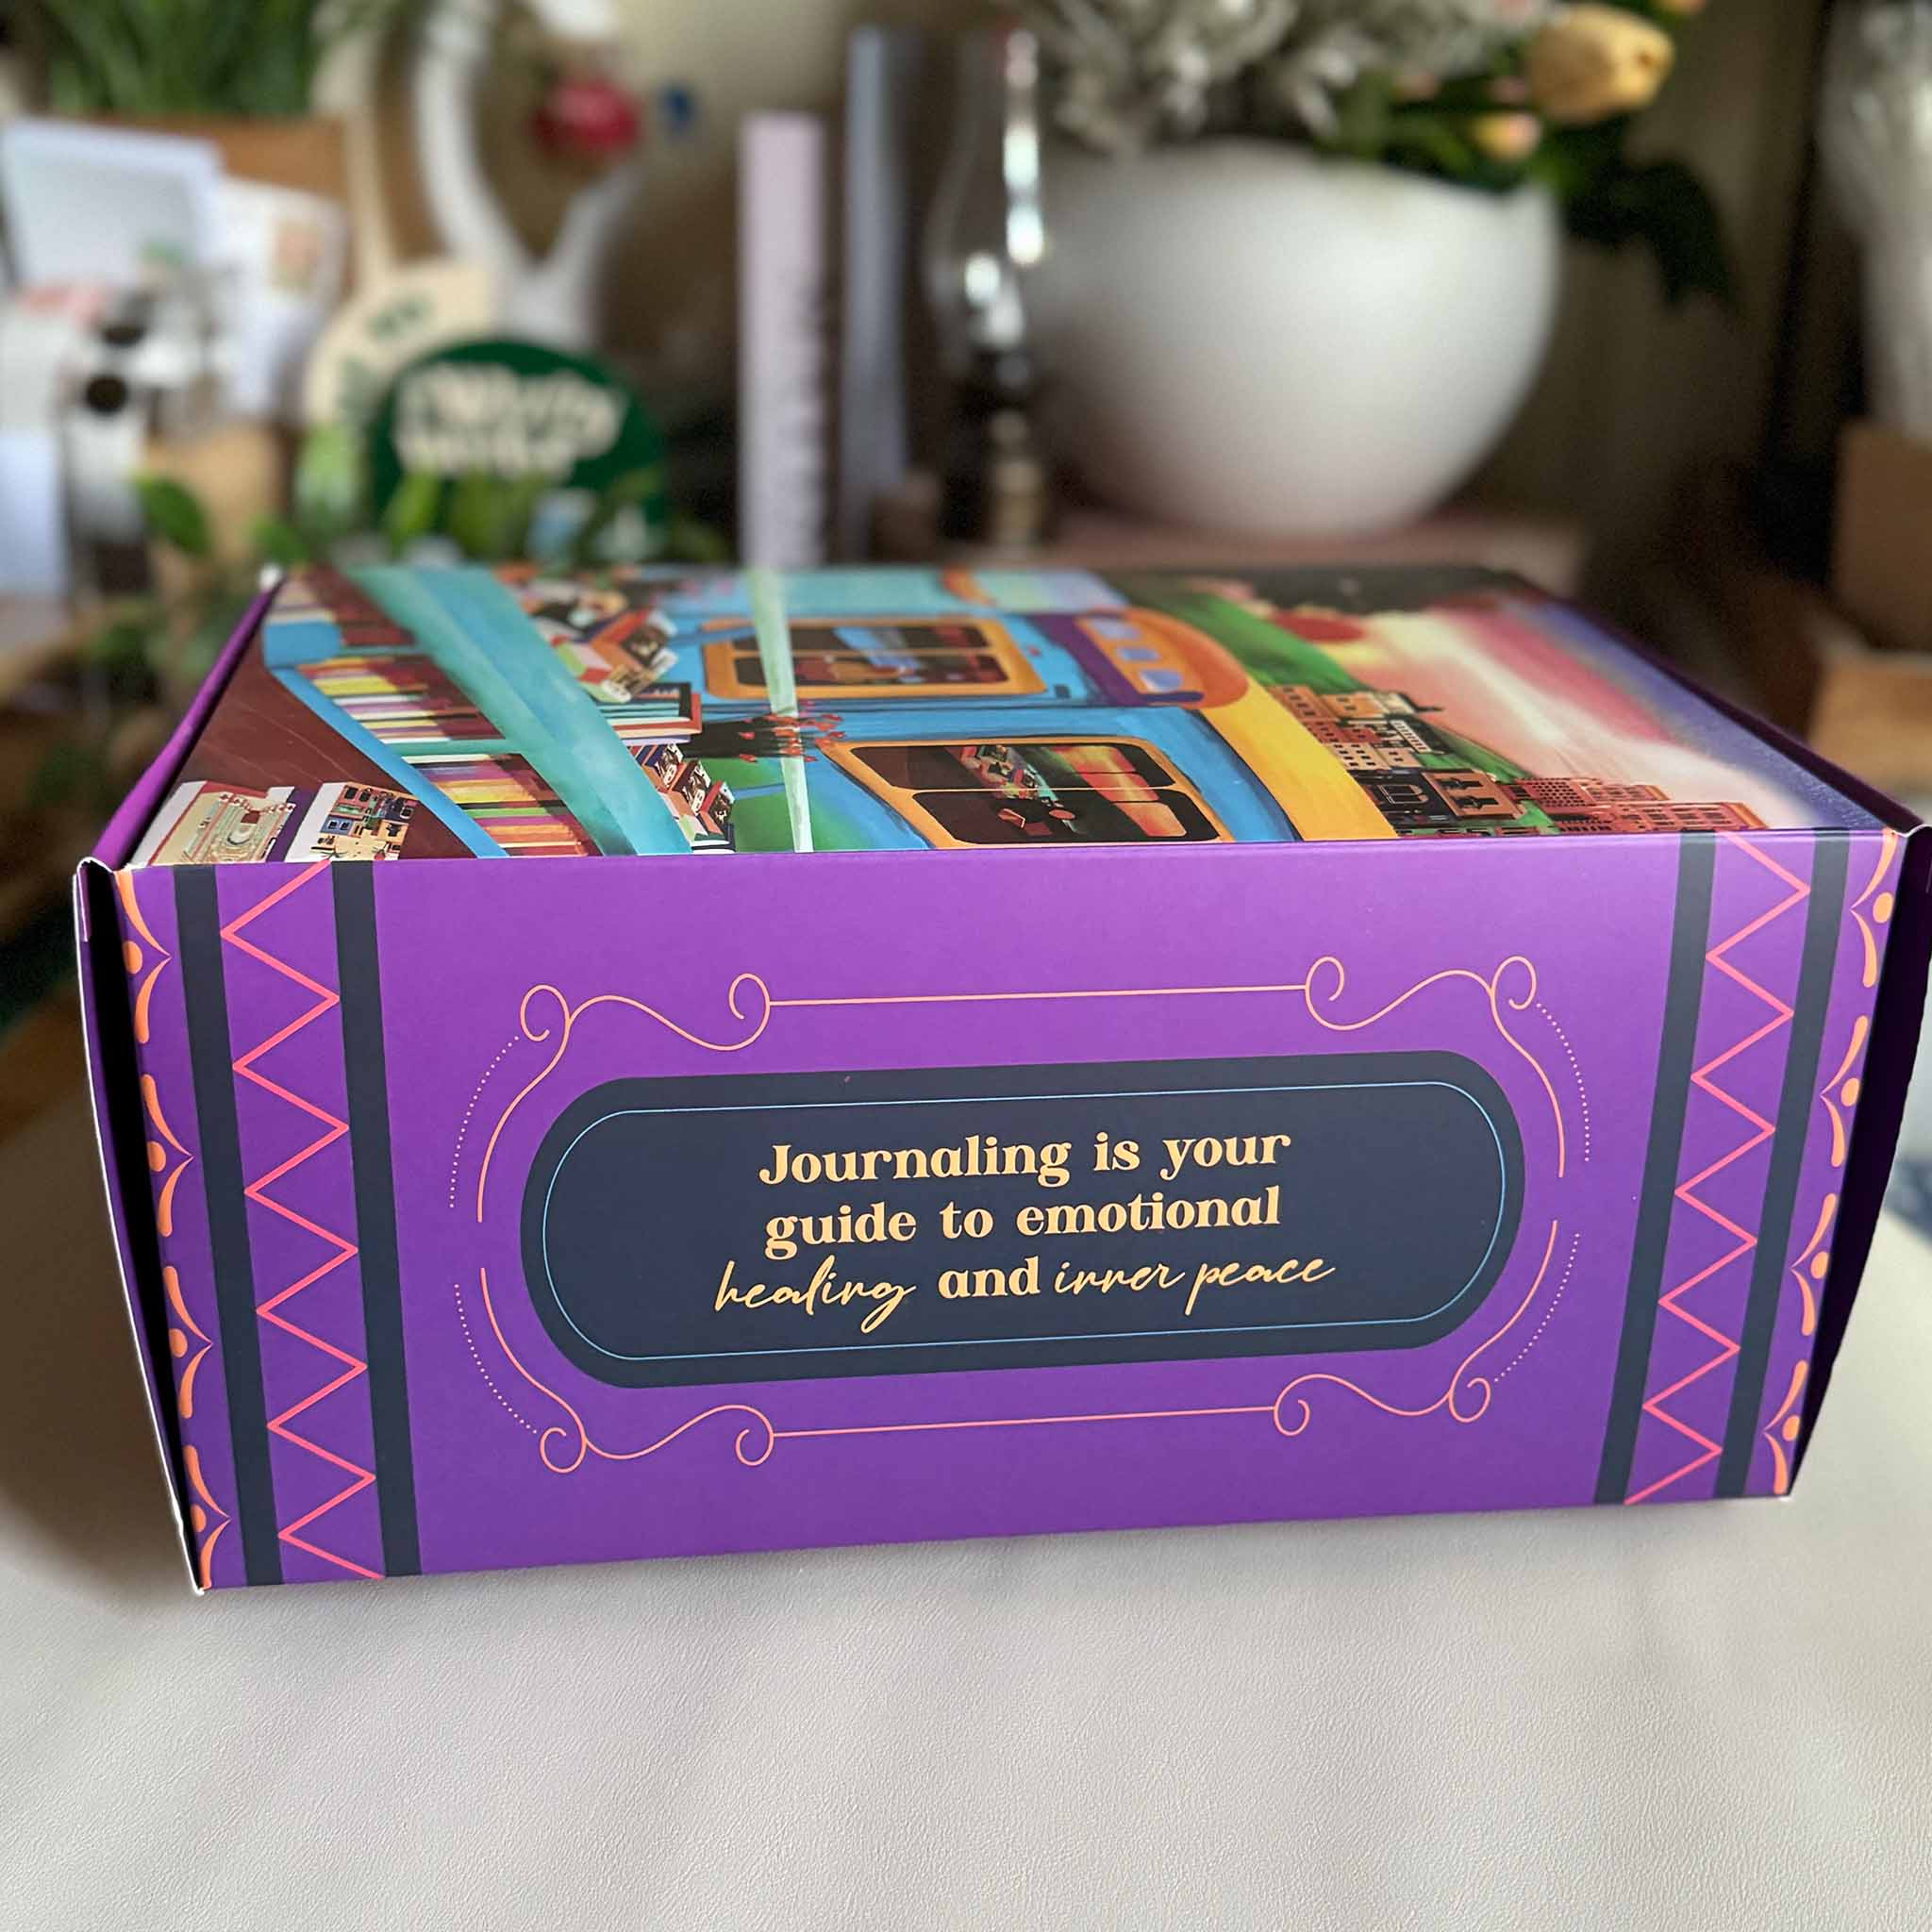 Journaling is your
guide to emotional
healing and inner peace